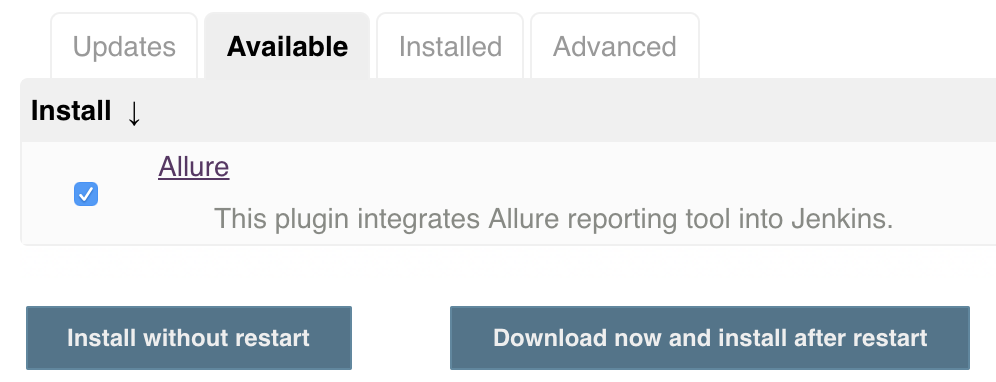 Updates Available Installed Advanced
Install ↓
Allure
This plugin integrates Allure reporting tool into Jenkins.
Install without restart Download now and install after restart